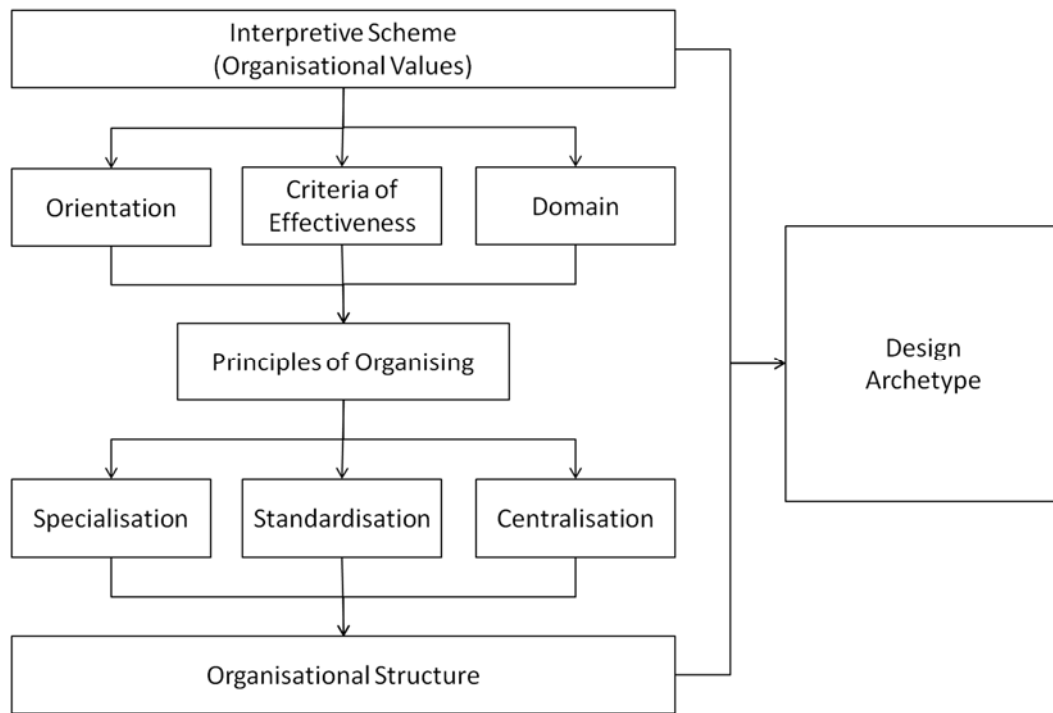 Interpretive Scheme
(Organisational Values)
Orientation
Criteria of
Effectiveness
Domain
Principles of Organising
Design
Archetype
Specialisation
Standardisation
Centralisation
Organisational Structure